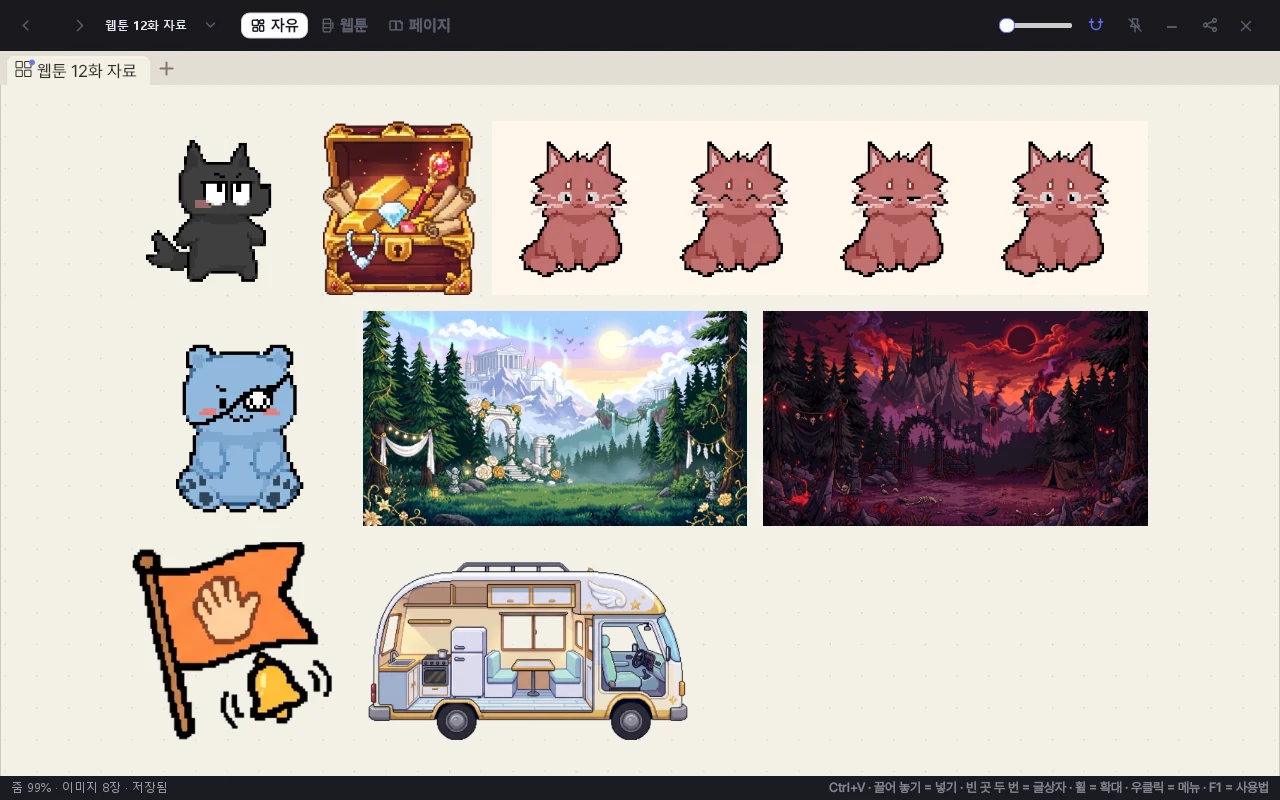 웹툰 12화 자료
자유
웹툰
페이지
웹툰 12화 자료
줌 99% · 이미지 8장 · 저장됨
Ctrl+V · 끌어 놓기 = 넣기 · 빈 곳 두 번 = 글상자 · 휠 = 확대 · 우클릭 = 메뉴 · F1 = 사용법